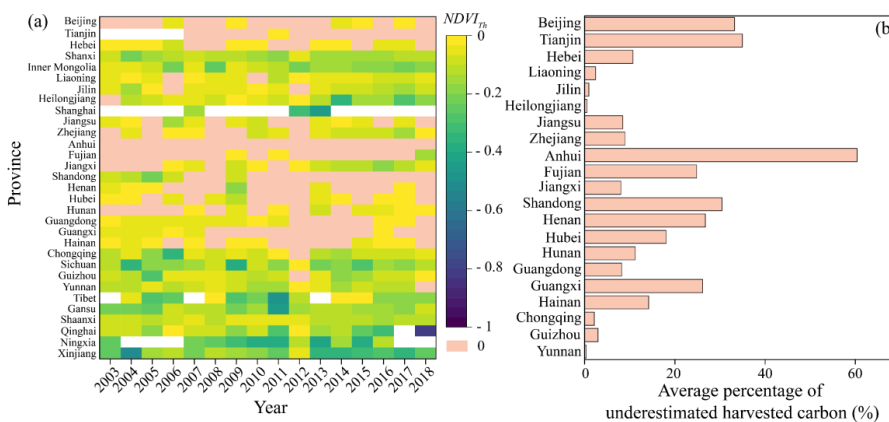 (a)
NDVI_Th
Province
Beijing
Tianjin
Hebei
Shanxi
Inner Mongolia
Liaoning
Jilin
Heilongjiang
Shanghai
Jiangsu
Zhejiang
Anhui
Fujian
Jiangxi
Shandong
Henan
Hubei
Hunan
Guangdong
Guangxi
Hainan
Chongqing
Sichuan
Guizhou
Yunnan
Tibet
Gansu
Shaanxi
Qinghai
Ningxia
Xinjiang
2003 2004 2005 2006 2007 2008 2009 2010 2011 2012 2013 2014 2015 2016 2017 2018
Year
0
- 0.2
- 0.4
- 0.6
- 0.8
- 1
0
(b
Beijing
Tianjin
Hebei
Liaoning
Jilin
Heilongjiang
Jiangsu
Zhejiang
Anhui
Fujian
Jiangxi
Shandong
Henan
Hubei
Hunan
Guangdong
Guangxi
Hainan
Chongqing
Guizhou
Yunnan
0 20 40 60
Average percentage of
underestimated harvested carbon (%)